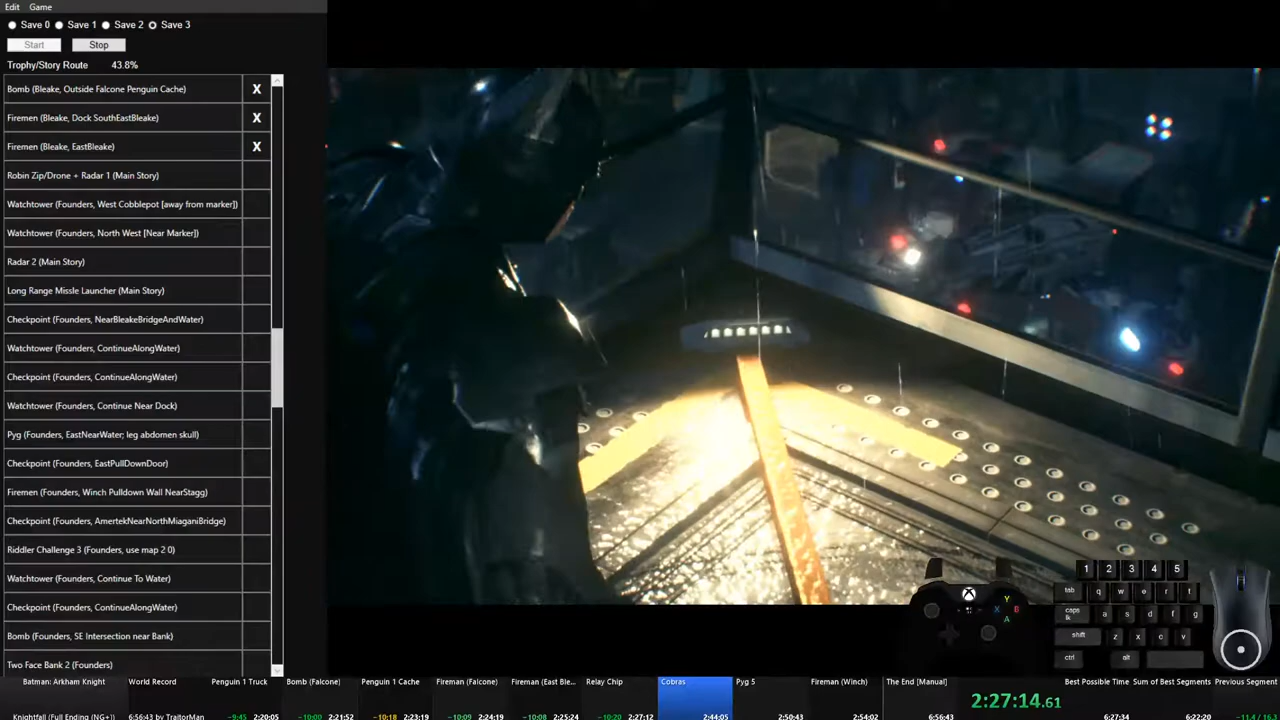 Edit Game
Save 0 Save 1 Save 2 Save 3
Start Stop
Trophy/Story Route 43.8%
Bomb (Bleake, Outside Falcone Penguin Cache) X
Firemen (Bleake, Dock SouthEastBleake) X
Firemen (Bleake, EastBleake) X
Robin Zip/Drone + Radar 1 (Main Story)
Watchtower (Founders, West Cobblepot [away from marker])
Watchtower (Founders, North West [Near Marker])
Radar 2 (Main Story)
Long Range Missle Launcher (Main Story)
Checkpoint (Founders, NearBleakeBridgeAndWater)
Watchtower (Founders, ContinueAlongWater)
Checkpoint (Founders, ContinueAlongWater)
Watchtower (Founders, Continue Near Dock)
Pyg (Founders, EastNearWater; leg abdomen skull)
Checkpoint (Founders, EastPullDownDoor)
Firemen (Founders, Winch Pulldown Wall NearStagg)
Checkpoint (Founders, AmertekNearNorthMiaganiBridge)
Riddler Challenge 3 (Founders, use map 2 0)
Watchtower (Founders, Continue To Water)
Checkpoint (Founders, ContinueAlongWater)
Bomb (Founders, SE Intersection near Bank)
Two Face Bank 2 (Founders)
Y
X B
A
1 2 3 4 5
tab q w e r t
caps lk a s d f g
shift z x c v
ctrl alt
Batman: Arkham Knight World Record Penguin 1 Truck Bomb (Falcone) Penguin 1 Cache Fireman (Falcone) Fireman (East Ble... Relay Chip Cobras Pyg 5 Fireman (Winch) The End [Manual] 2:27:14.61 Best Possible Time Sum of Best Segments Previous Segment
Knightfall (Full Ending (NG+)) 6:56:43 by TraitorMan -9:45 2:20:05 -10:00 2:21:52 -10:18 2:23:19 -10:09 2:24:19 -10:08 2:25:24 -10:20 2:27:12 2:44:05 2:50:43 2:54:02 6:56:43 6:27:34 6:22:20 -11.4 / 16.3